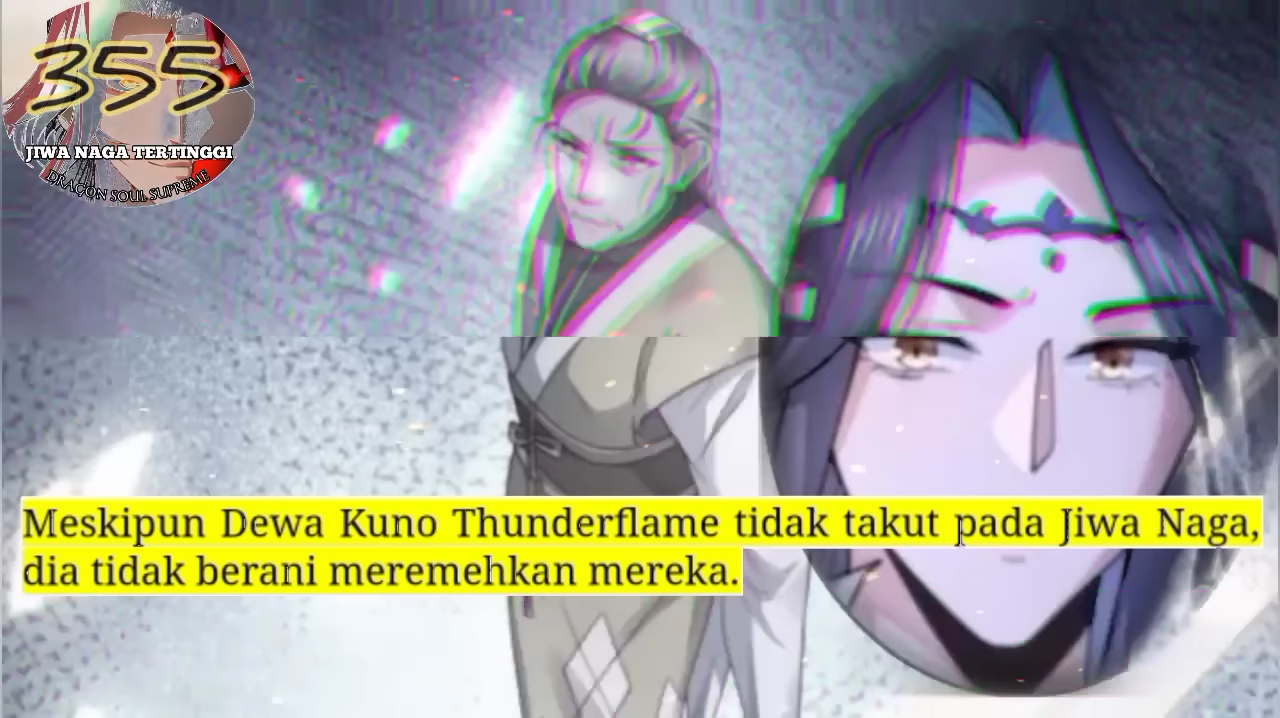 355
JIWA NAGA TERTINGGI
DRAGON SOUL SUPREME
Meskipun Dewa Kuno Thunderflame tidak takut pada Jiwa Naga,
dia tidak berani meremehkan mereka.